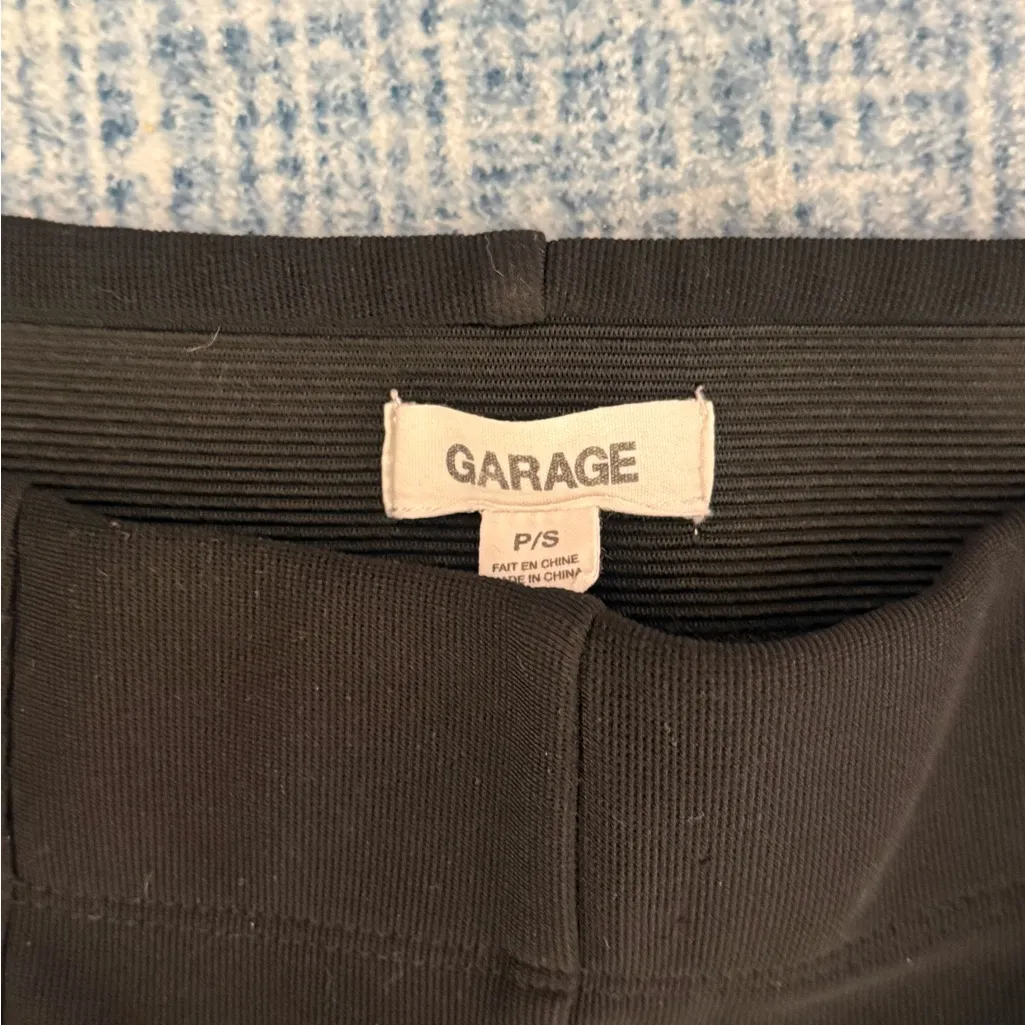 GARAGE
P/S
FAIT EN CHINE
MADE IN CHINA